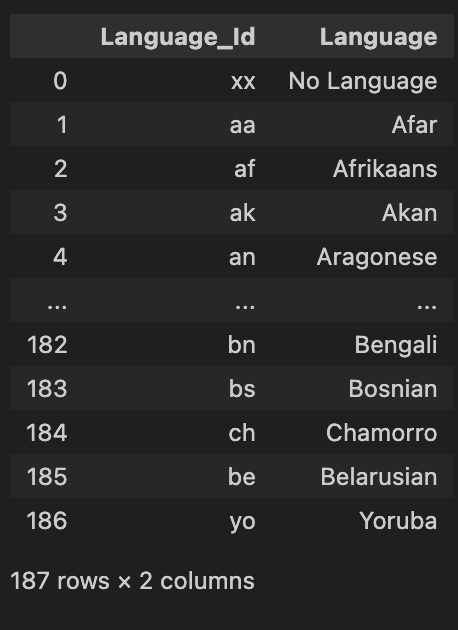 Language_Id Language
0 xx No Language
1 aa Afar
2 af Afrikaans
3 ak Akan
4 an Aragonese
... ... ...
182 bn Bengali
183 bs Bosnian
184 ch Chamorro
185 be Belarusian
186 yo Yoruba
187 rows × 2 columns